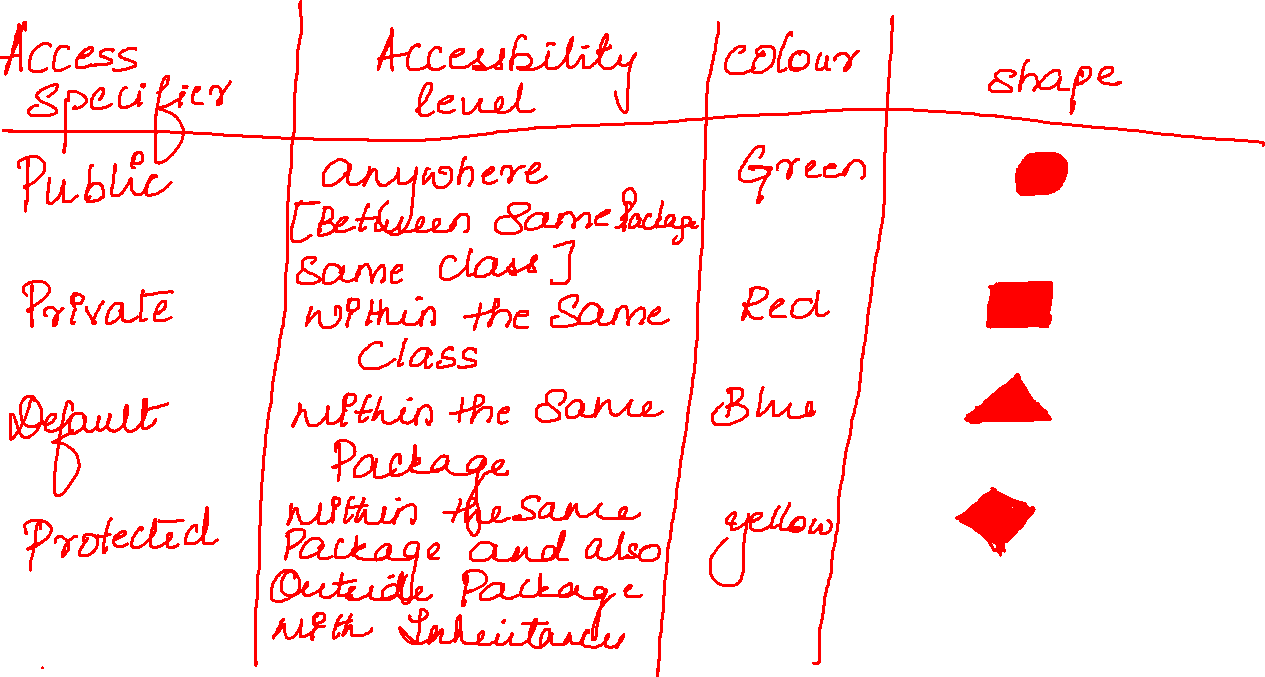 Access Specifier Accessbility level colour shape
Public anywhere Green
[Between Same Package
Same Class]
Private within the Same Red
Class
Default within the Same Blue
Package
Protected within the Same yellow
Package and also
Outside Package
with Inheritance